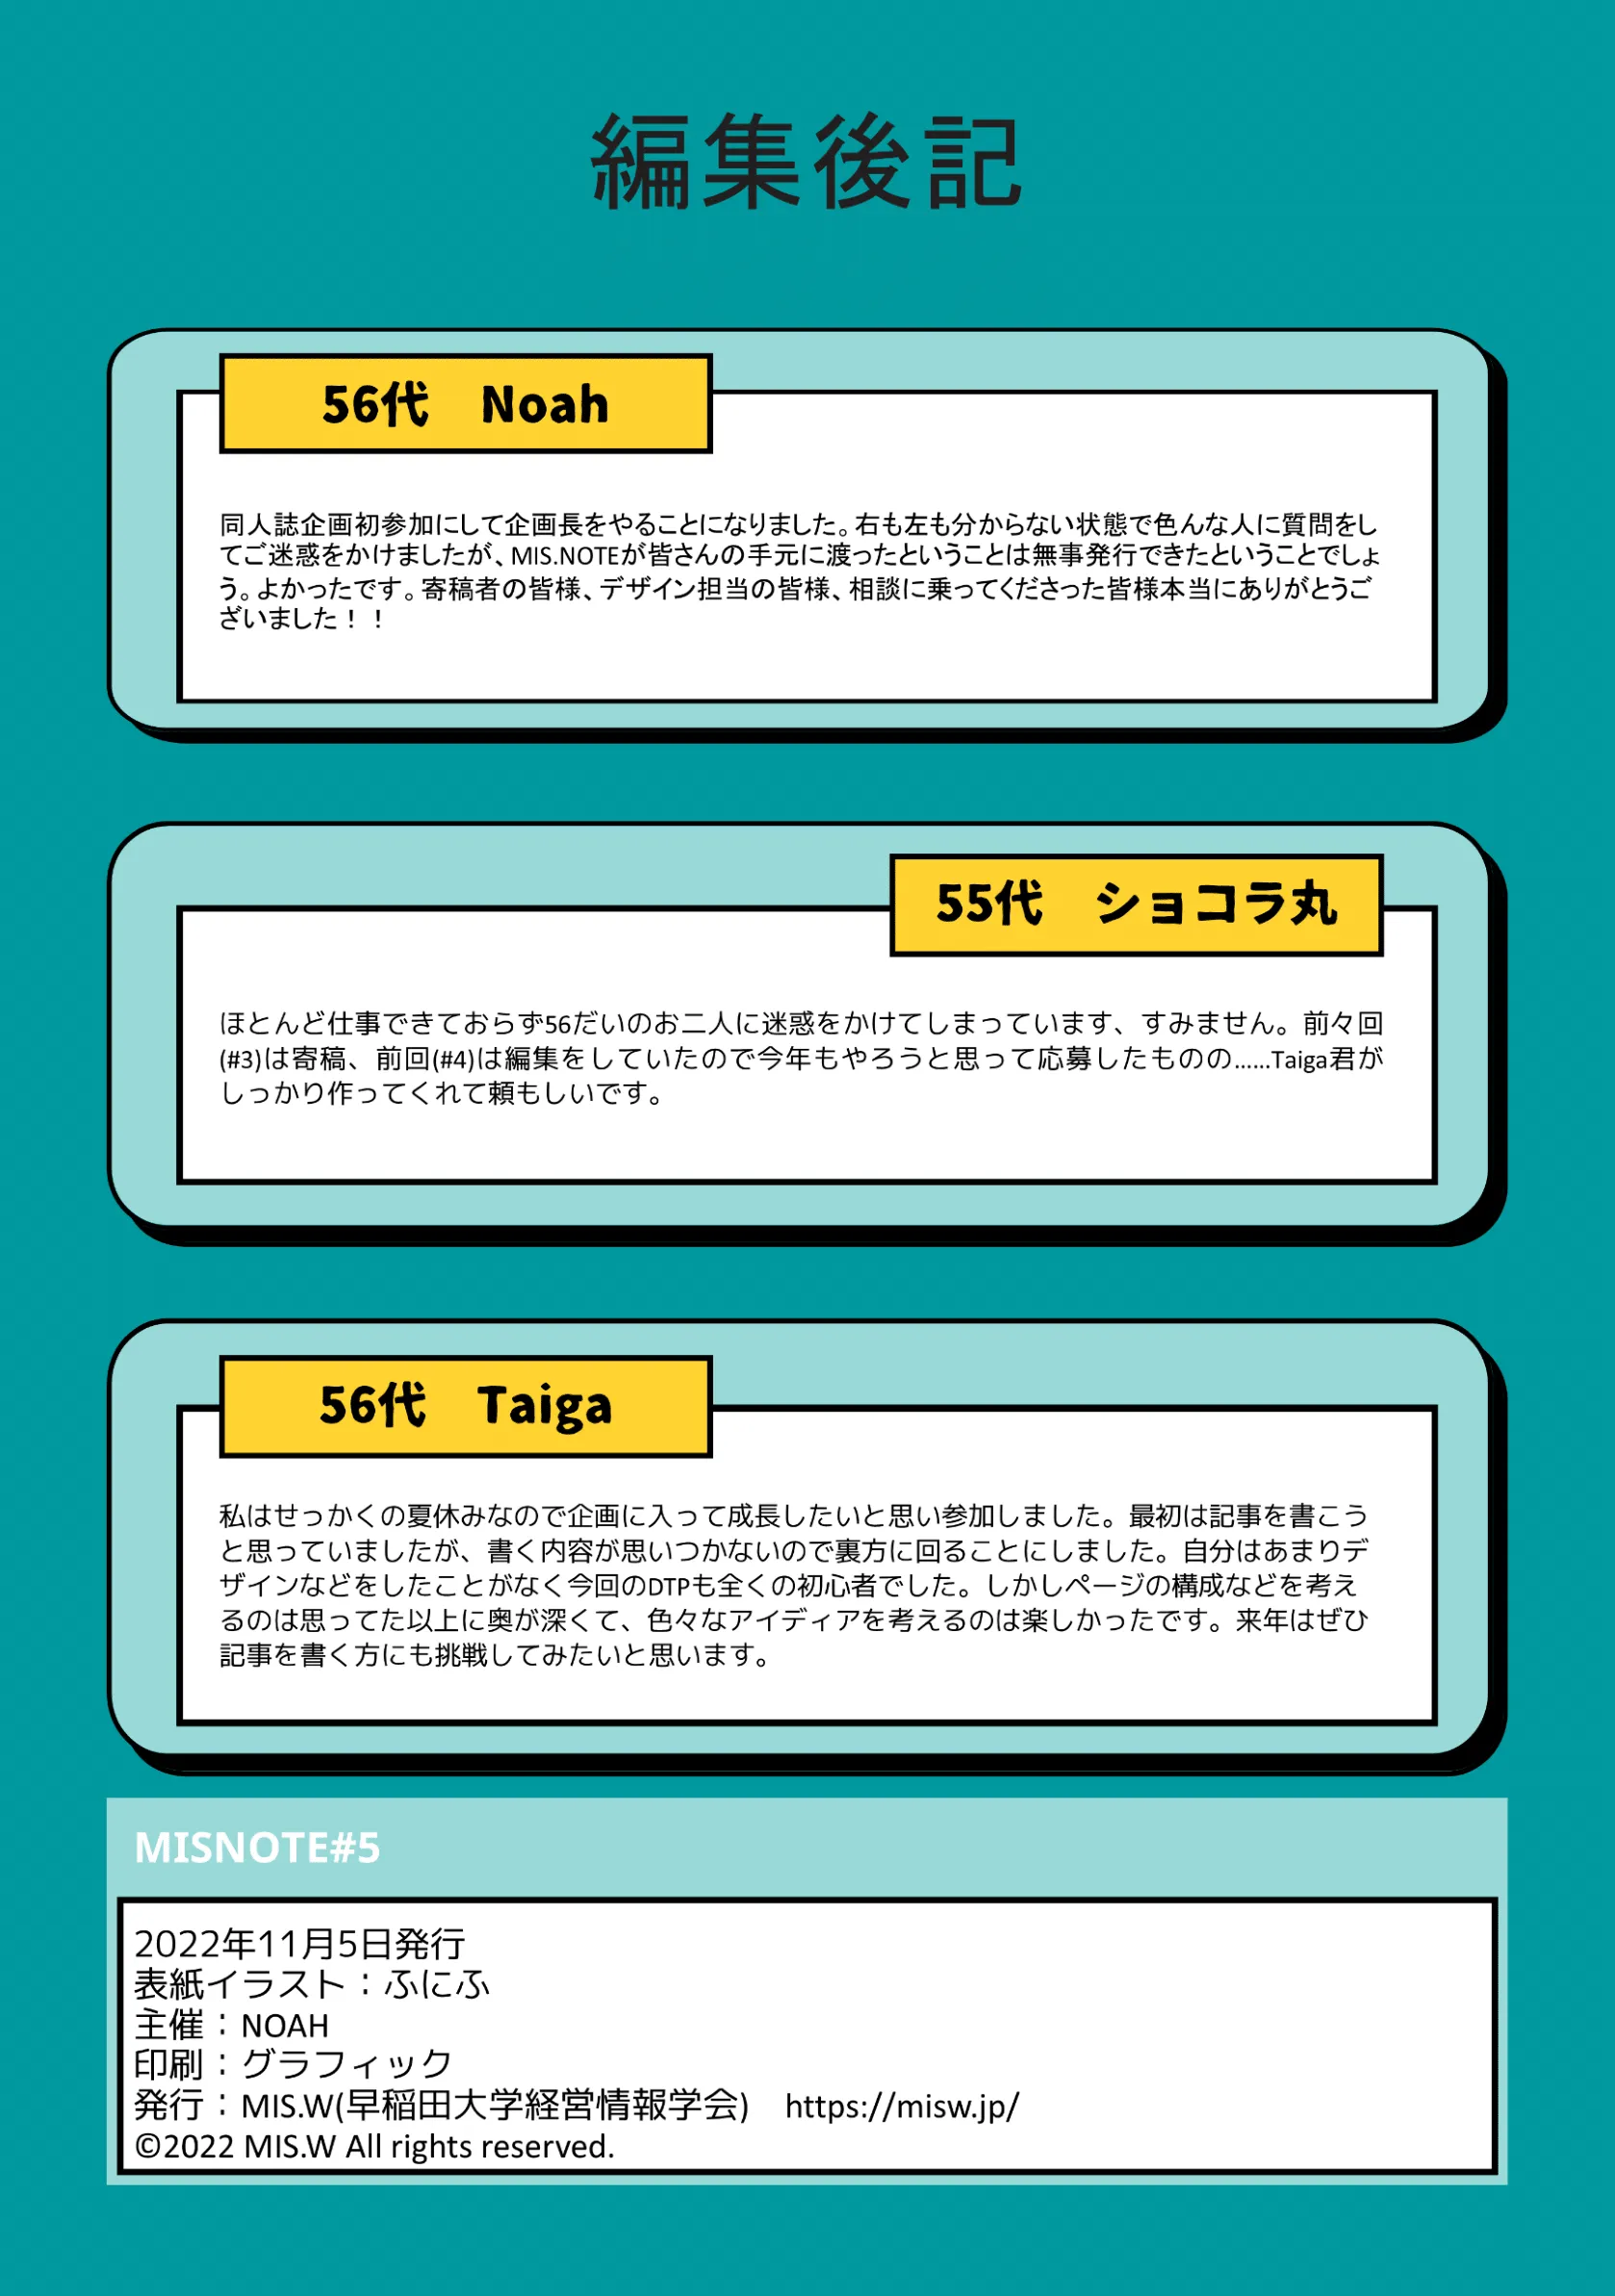 編集後記
56代　Noah
同人誌企画初参加にして企画長をやることになりました。右も左も分からない状態で色んな人に質問をし
てご迷惑をかけましたが、MIS.NOTEが皆さんの手元に渡ったということは無事発行できたということでしょ
う。よかったです。寄稿者の皆様、デザイン担当の皆様、相談に乗ってくださった皆様本当にありがとうご
ざいました！！
55代　ショコラ丸
ほとんど仕事できておらず56だいのお二人に迷惑をかけてしまっています、すみません。前々回
(#3)は寄稿、前回(#4)は編集をしていたので今年もやろうと思って応募したものの......Taiga君が
しっかり作ってくれて頼もしいです。
56代　Taiga
私はせっかくの夏休みなので企画に入って成長したいと思い参加しました。最初は記事を書こう
と思っていましたが、書く内容が思いつかないので裏方に回ることにしました。自分はあまりデ
ザインなどをしたことがなく今回のDTPも全くの初心者でした。しかしページの構成などを考え
るのは思ってた以上に奥が深くて、色々なアイディアを考えるのは楽しかったです。来年はぜひ
記事を書く方にも挑戦してみたいと思います。
MISNOTE#5
2022年11月5日発行
表紙イラスト：ふにふ
主催：NOAH
印刷：グラフィック
発行：MIS.W(早稲田大学経営情報学会)　https://misw.jp/
©2022 MIS.W All rights reserved.